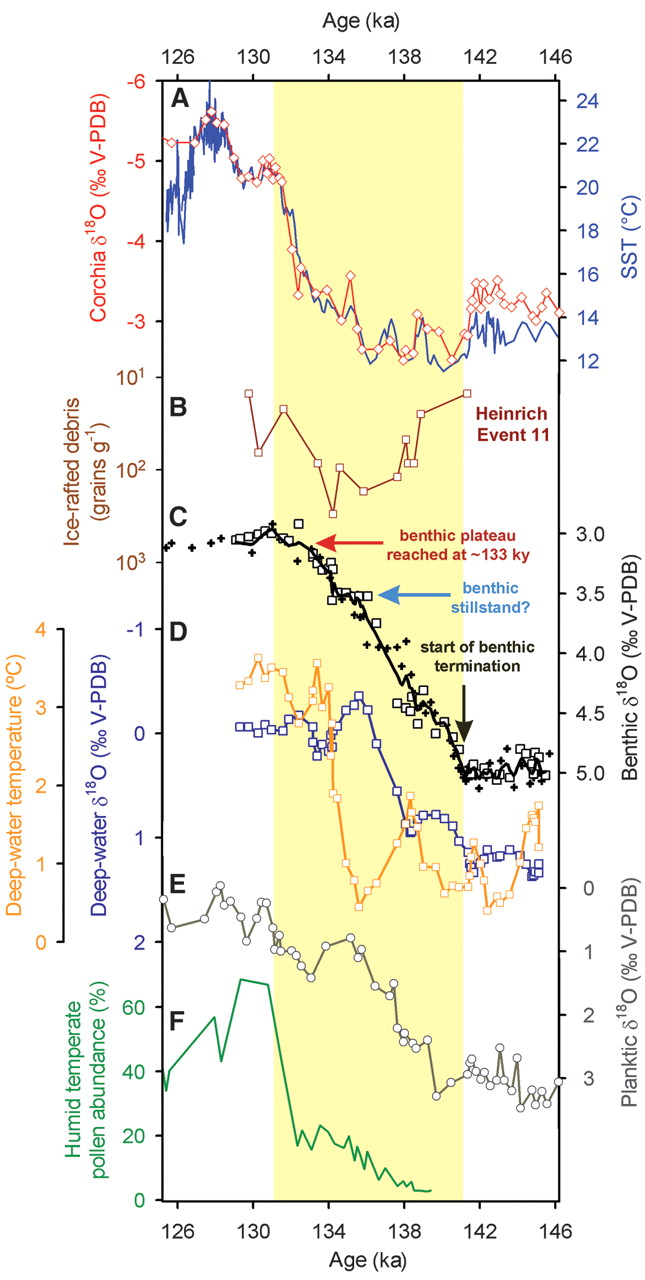 Age (ka)
126 130 134 138 142 146
A
-6
-5
-4
-3
Corchia δ18O (‰ V-PDB)
24
22
20
18
16
14
12
SST (°C)
B
10¹
10²
10³
Ice-rafted debris
(grains g-1)
Heinrich
Event 11
C
benthic plateau
reached at ~133 ky
benthic
stillstand?
start of benthic
termination
3.0
3.5
4.0
4.5
5.0
Benthic δ18O (‰ V-PDB)
D
4
3
2
1
0
Deep-water temperature (ºC)
-1
0
1
2
Deep-water δ18O (‰ V-PDB)
E
0
1
2
3
Planktic δ18O (‰ V-PDB)
F
60
40
20
0
Humid temperate
pollen abundance (%)
126 130 134 138 142 146
Age (ka)